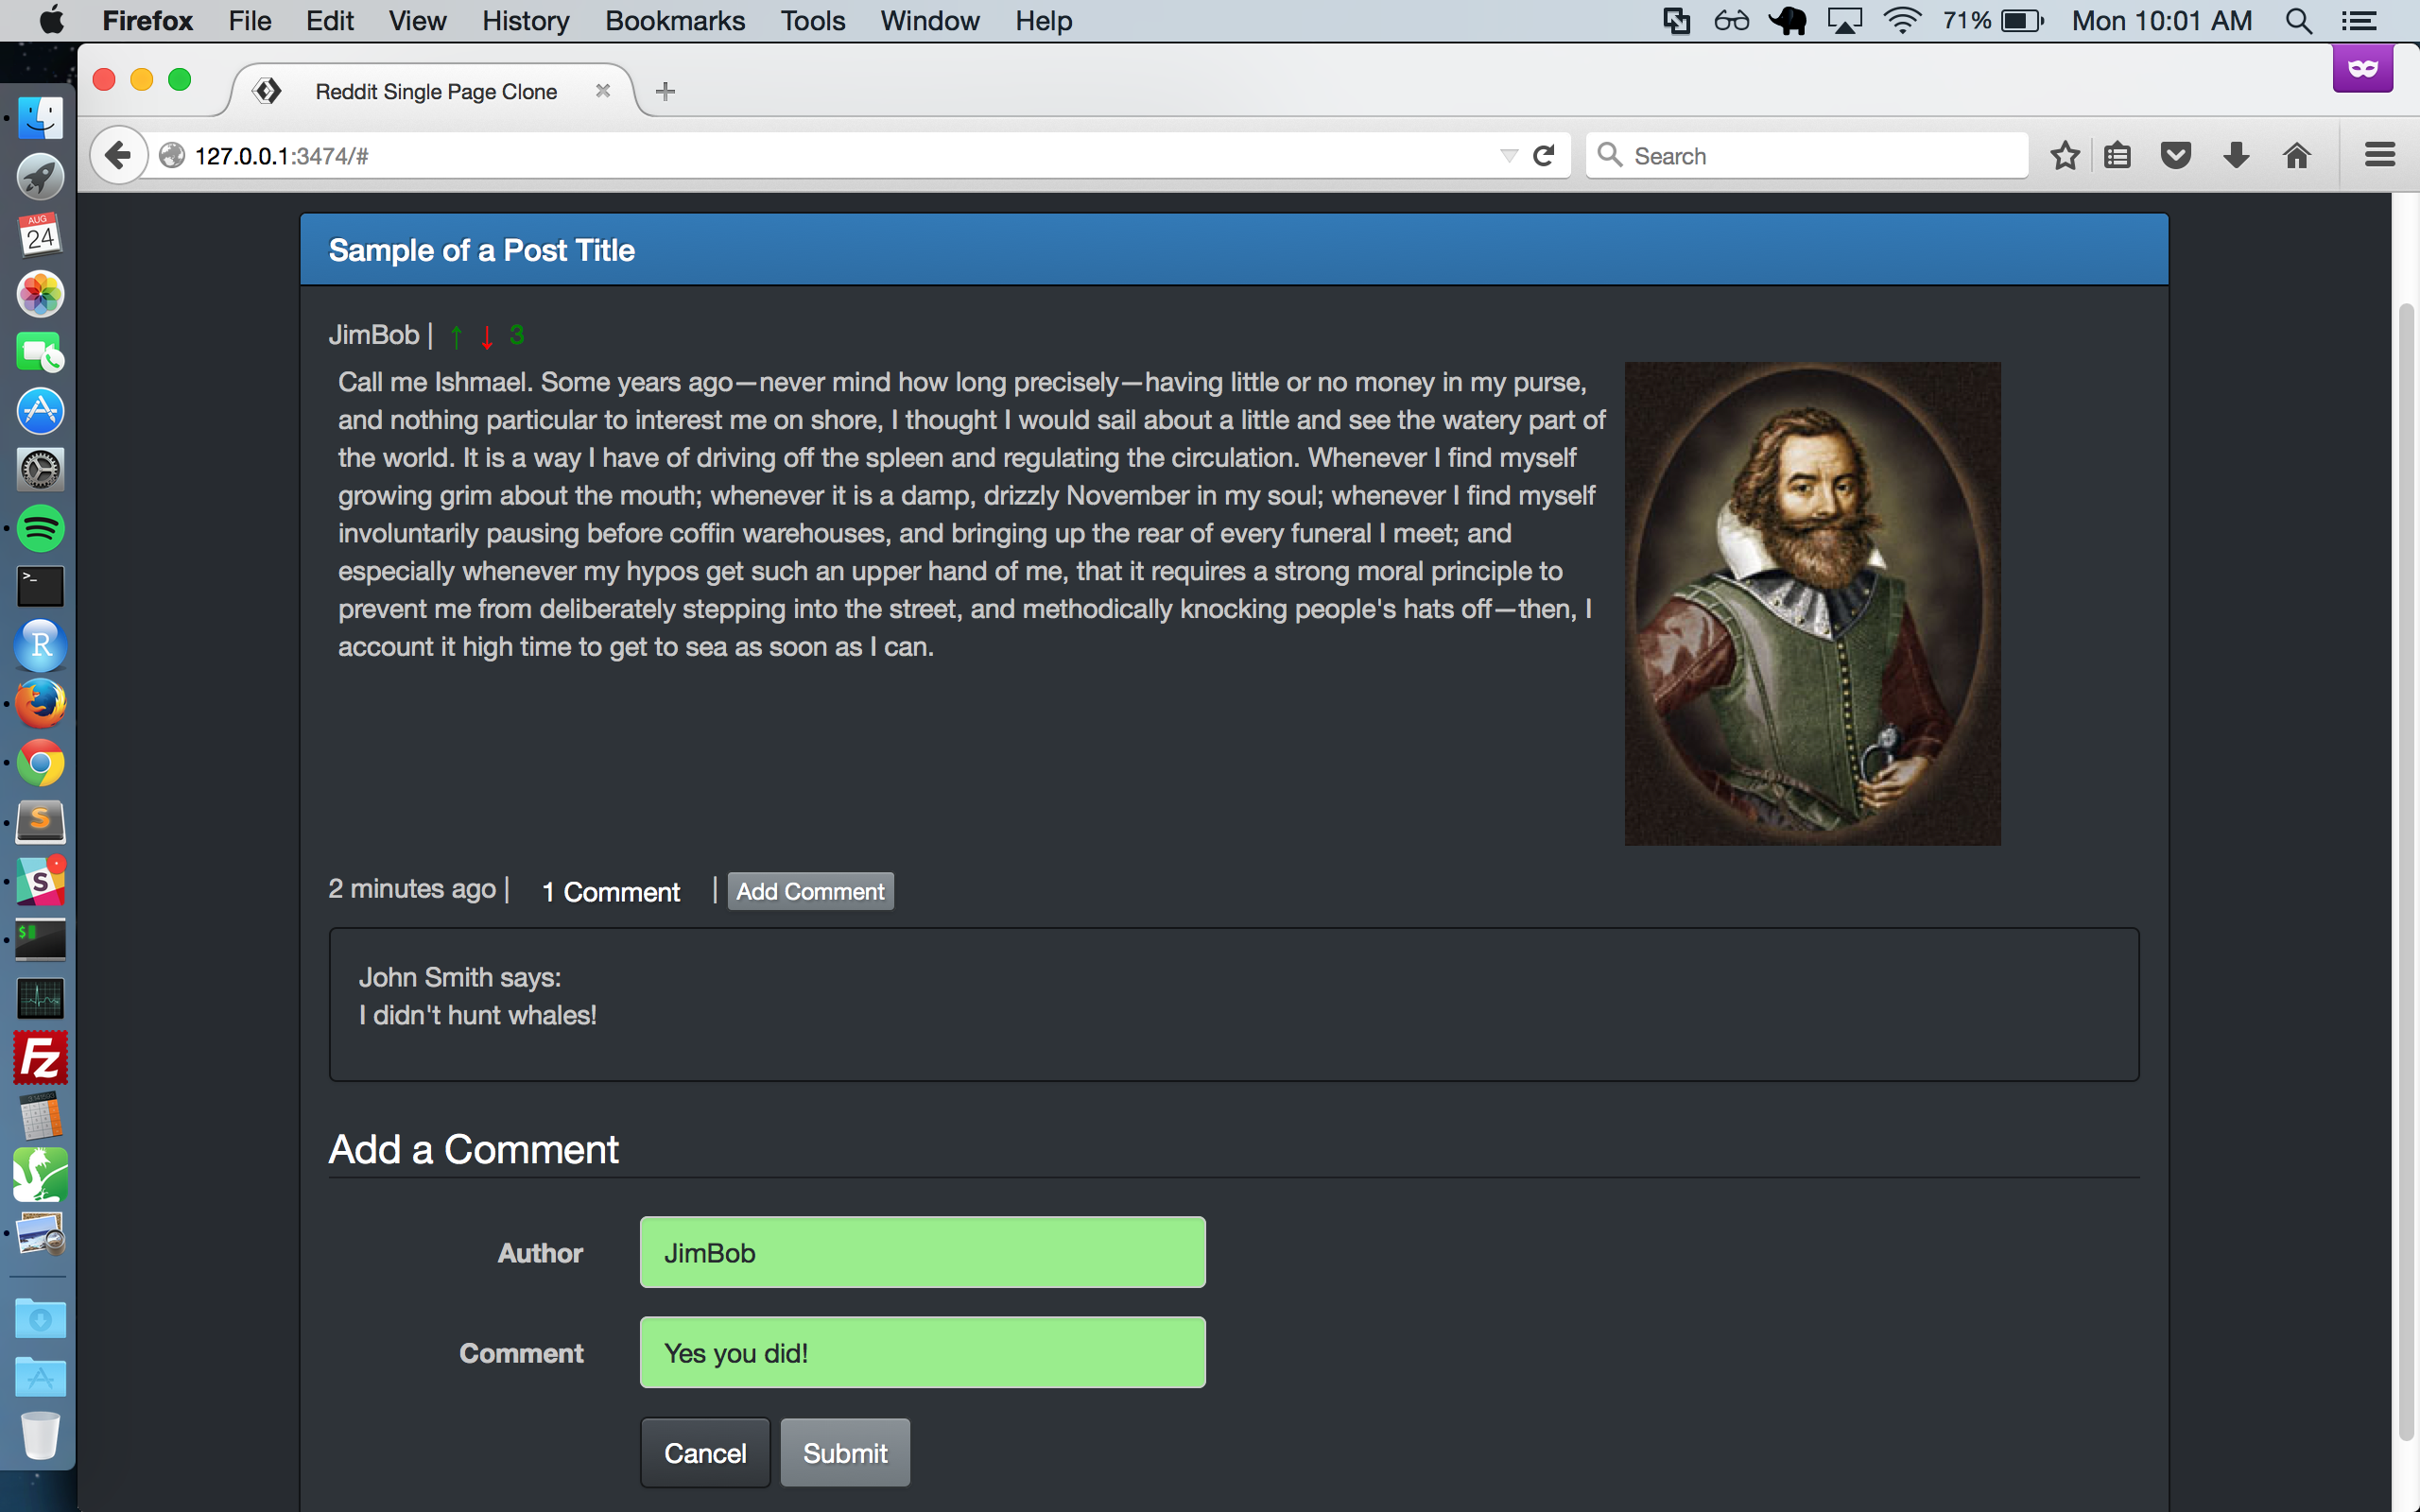 Firefox File Edit View History Bookmarks Tools Window Help 71% Mon 10:01 AM
Reddit Single Page Clone
127.0.0.1:3474/# Search
AUG
24
Sample of a Post Title
JimBob | ↑ ↓ 3
Call me Ishmael. Some years ago—never mind how long precisely—having little or no money in my purse,
and nothing particular to interest me on shore, I thought I would sail about a little and see the watery part of
the world. It is a way I have of driving off the spleen and regulating the circulation. Whenever I find myself
growing grim about the mouth; whenever it is a damp, drizzly November in my soul; whenever I find myself
involuntarily pausing before coffin warehouses, and bringing up the rear of every funeral I meet; and
especially whenever my hypos get such an upper hand of me, that it requires a strong moral principle to
prevent me from deliberately stepping into the street, and methodically knocking people's hats off—then, I
account it high time to get to sea as soon as I can.
2 minutes ago | 1 Comment | Add Comment
John Smith says:
I didn't hunt whales!
Add a Comment
Author JimBob
Comment Yes you did!
Cancel Submit
>_
R
S
S
$
Fz